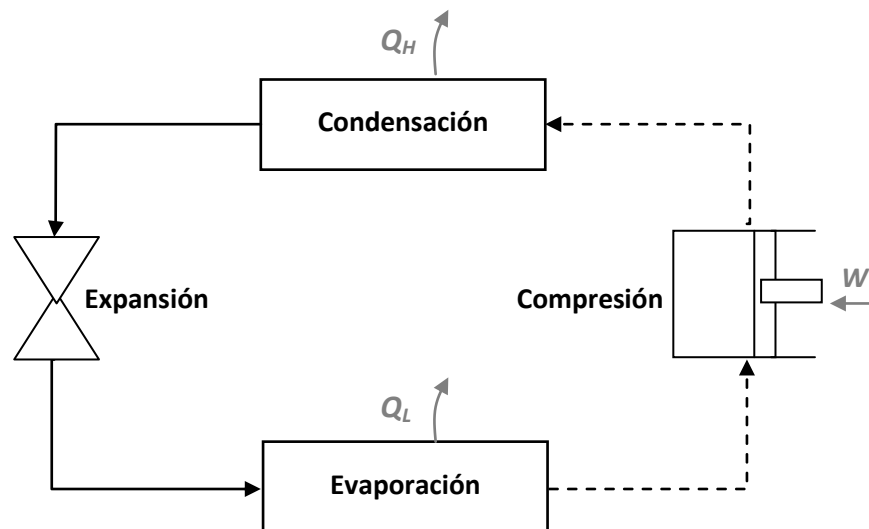 Q_H
Condensación
Expansión
Compresión
W
Q_L
Evaporación